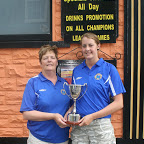 All Day
DRINKS PROMOTION
ON ALL CHAMPIONS
LEAGUE GAMES